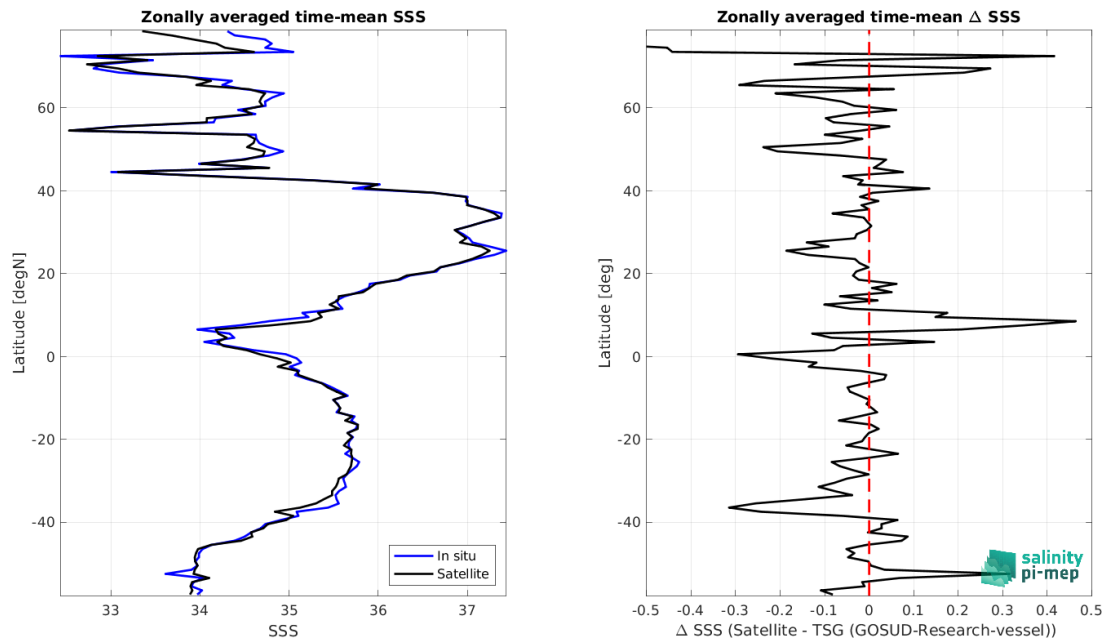 Zonally averaged time-mean SSS
60
40
20
0
-20
-40
Latitude [degN]
33
34
35
36
37
SSS
In situ
Satellite
Zonally averaged time-mean Δ SSS
60
40
20
0
-20
-40
Latitude [deg]
-0.5
-0.4
-0.3
-0.2
-0.1
0
0.1
0.2
0.3
0.4
0.5
Δ SSS (Satellite - TSG (GOSUD-Research-vessel))
salinity
pi-mep